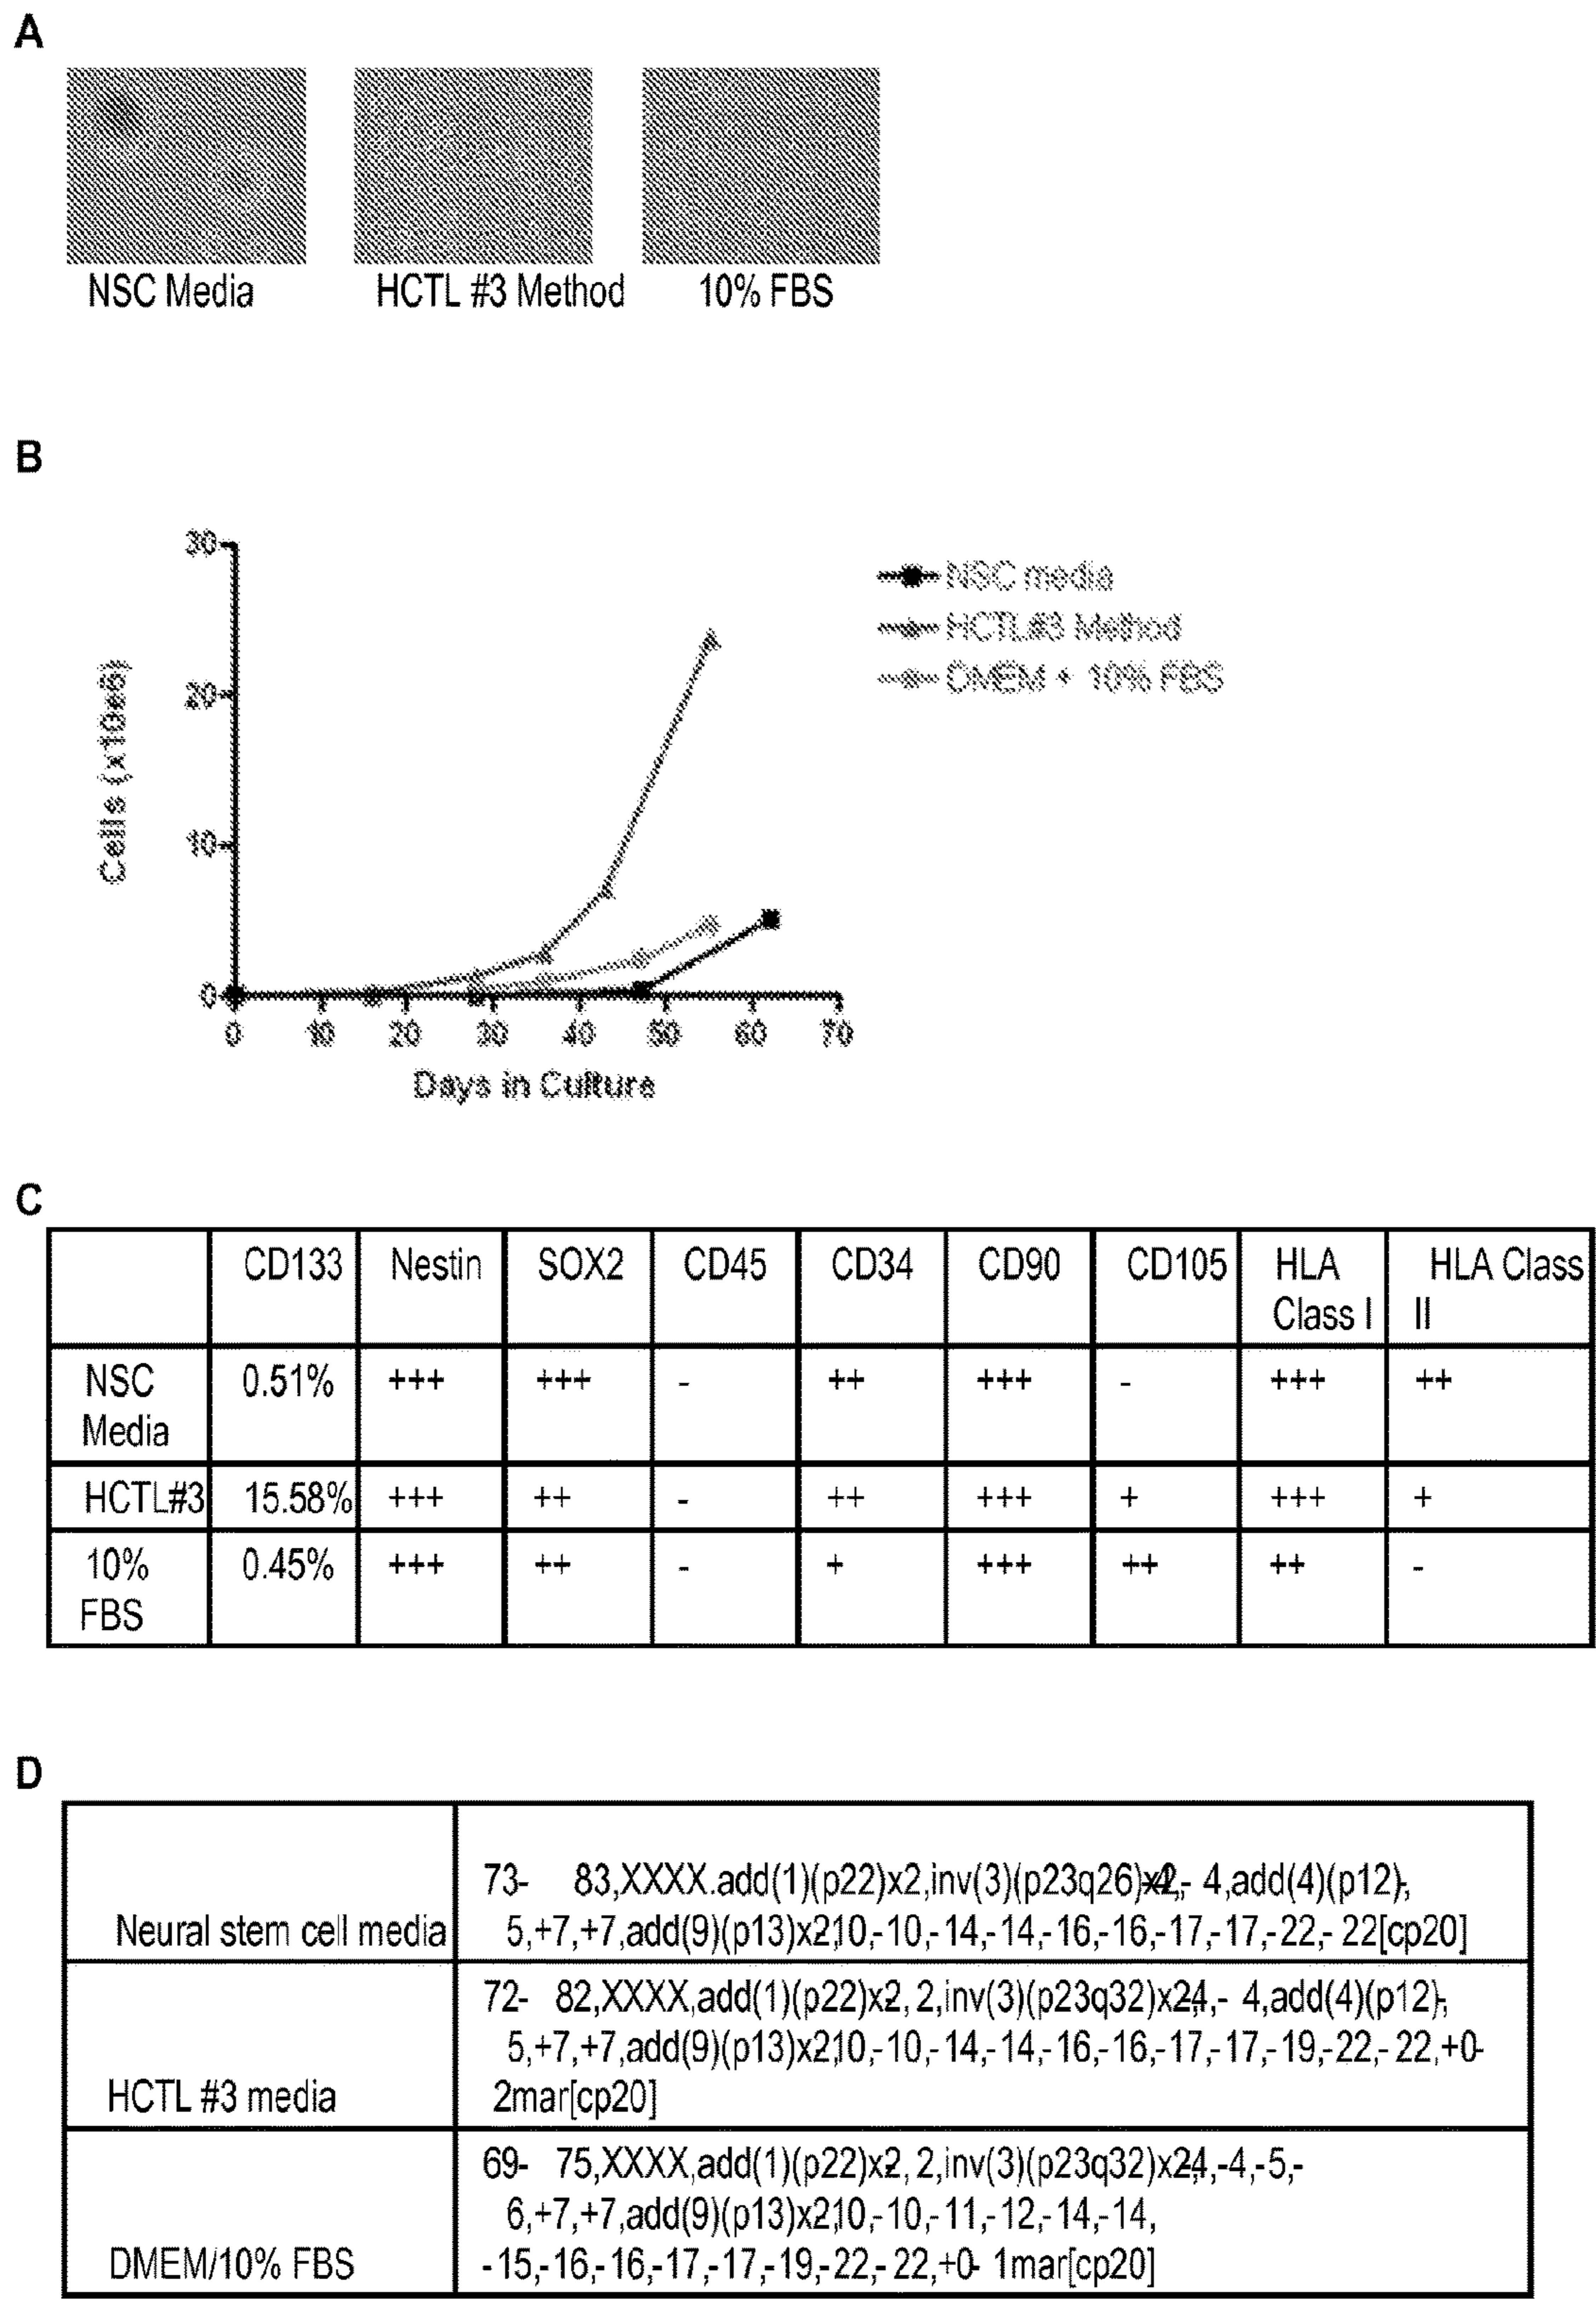 A
NSC Media HCTL #3 Method 10% FBS
B
30
20
10
0
Cells (x10e6)
0 10 20 30 40 50 60 70
Days in Culture
NSC media
HCTL#3 Method
DMEM + 10% FBS
C
CD133 Nestin SOX2 CD45 CD34 CD90 CD105 HLA Class I HLA Class II
NSC Media 0.51% +++ +++ - ++ +++ - +++ ++
HCTL#3 15.58% +++ ++ - ++ +++ + +++ +
10% FBS 0.45% +++ ++ - + +++ ++ ++ -
D
Neural stem cell media
73- 83,XXXX.add(1)(p22)x2,inv(3)(p23q26)x2,-4,- 4,add(4)(p12),-
5,+7,+7,add(9)(p13)x2,-10,-10,-14,-14,-16,-16,-17,-17,-22,- 22[cp20]
HCTL #3 media
72- 82,XXXX,add(1)(p22)x2,- 2,inv(3)(p23q32)x2,-4,- 4,add(4)(p12),-
5,+7,+7,add(9)(p13)x2,-10,-10,-14,-14,-16,-16,-17,-17,-19,-22,- 22,+0-
2mar[cp20]
DMEM/10% FBS
69- 75,XXXX,add(1)(p22)x2,- 2,inv(3)(p23q32)x2,-4,-4,-5,-
6,+7,+7,add(9)(p13)x2,-10,-10,-11,-12,-14,-14,
-15,-16,-16,-17,-17,-19,-22,- 22,+0- 1mar[cp20]